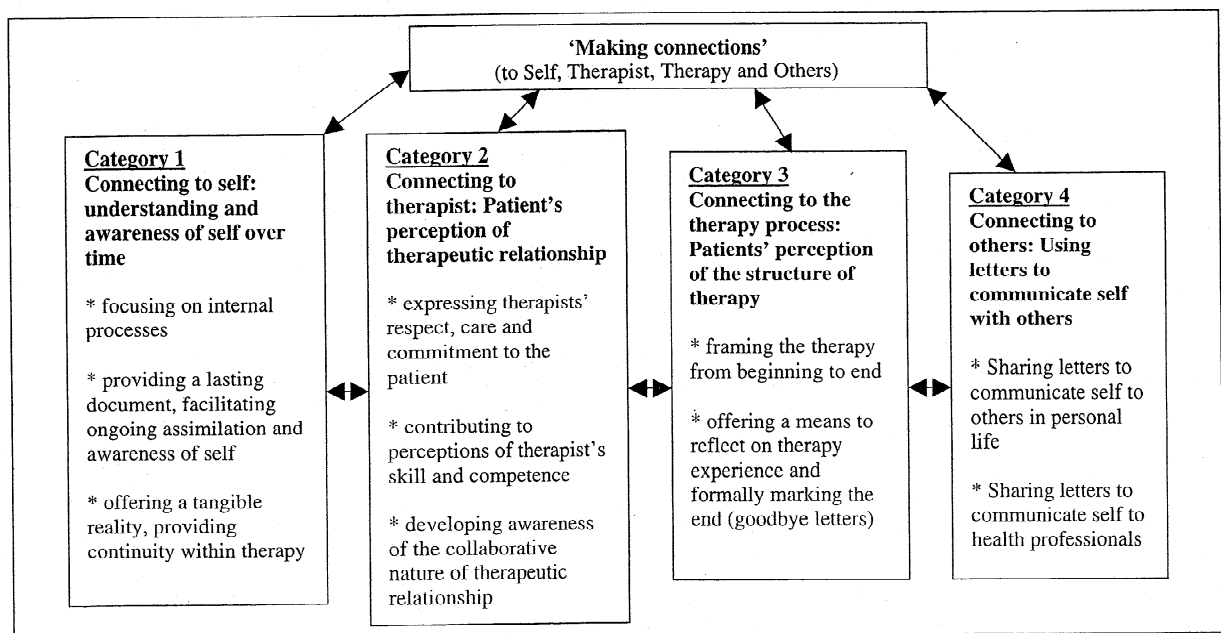 'Making connections'
(to Self, Therapist, Therapy and Others)
Category 1
Connecting to self:
understanding and
awareness of self over
time
* focusing on internal
processes
* providing a lasting
document, facilitating
ongoing assimilation and
awareness of self
* offering a tangible
reality, providing
continuity within therapy
Category 2
Connecting to
therapist: Patient's
perception of
therapeutic relationship
* expressing therapists'
respect, care and
commitment to the
patient
* contributing to
perceptions of therapist's
skill and competence
* developing awareness
of the collaborative
nature of therapeutic
relationship
Category 3
Connecting to the
therapy process:
Patients' perception
of the structure of
therapy
* framing the therapy
from beginning to end
* offering a means to
reflect on therapy
experience and
formally marking the
end (goodbye letters)
Category 4
Connecting to
others: Using
letters to
communicate self
with others
* Sharing letters to
communicate self to
others in personal
life
* Sharing letters to
communicate self to
health professionals